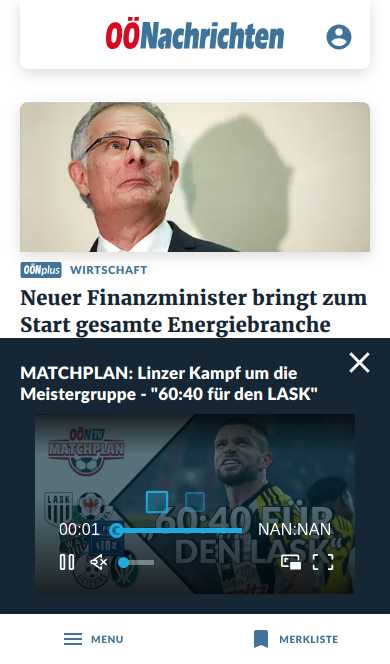 OÖNachrichten
OÖNplus WIRTSCHAFT
Neuer Finanzminister bringt zum
Start gesamte Energiebranche
MATCHPLAN: Linzer Kampf um die
Meistergruppe - "60:40 für den LASK"
OÖN TV
MATCHPLAN
LASK
„60:40 FÜR
DEN LASK“
00:01
NAN:NAN
MENU
MERKLISTE